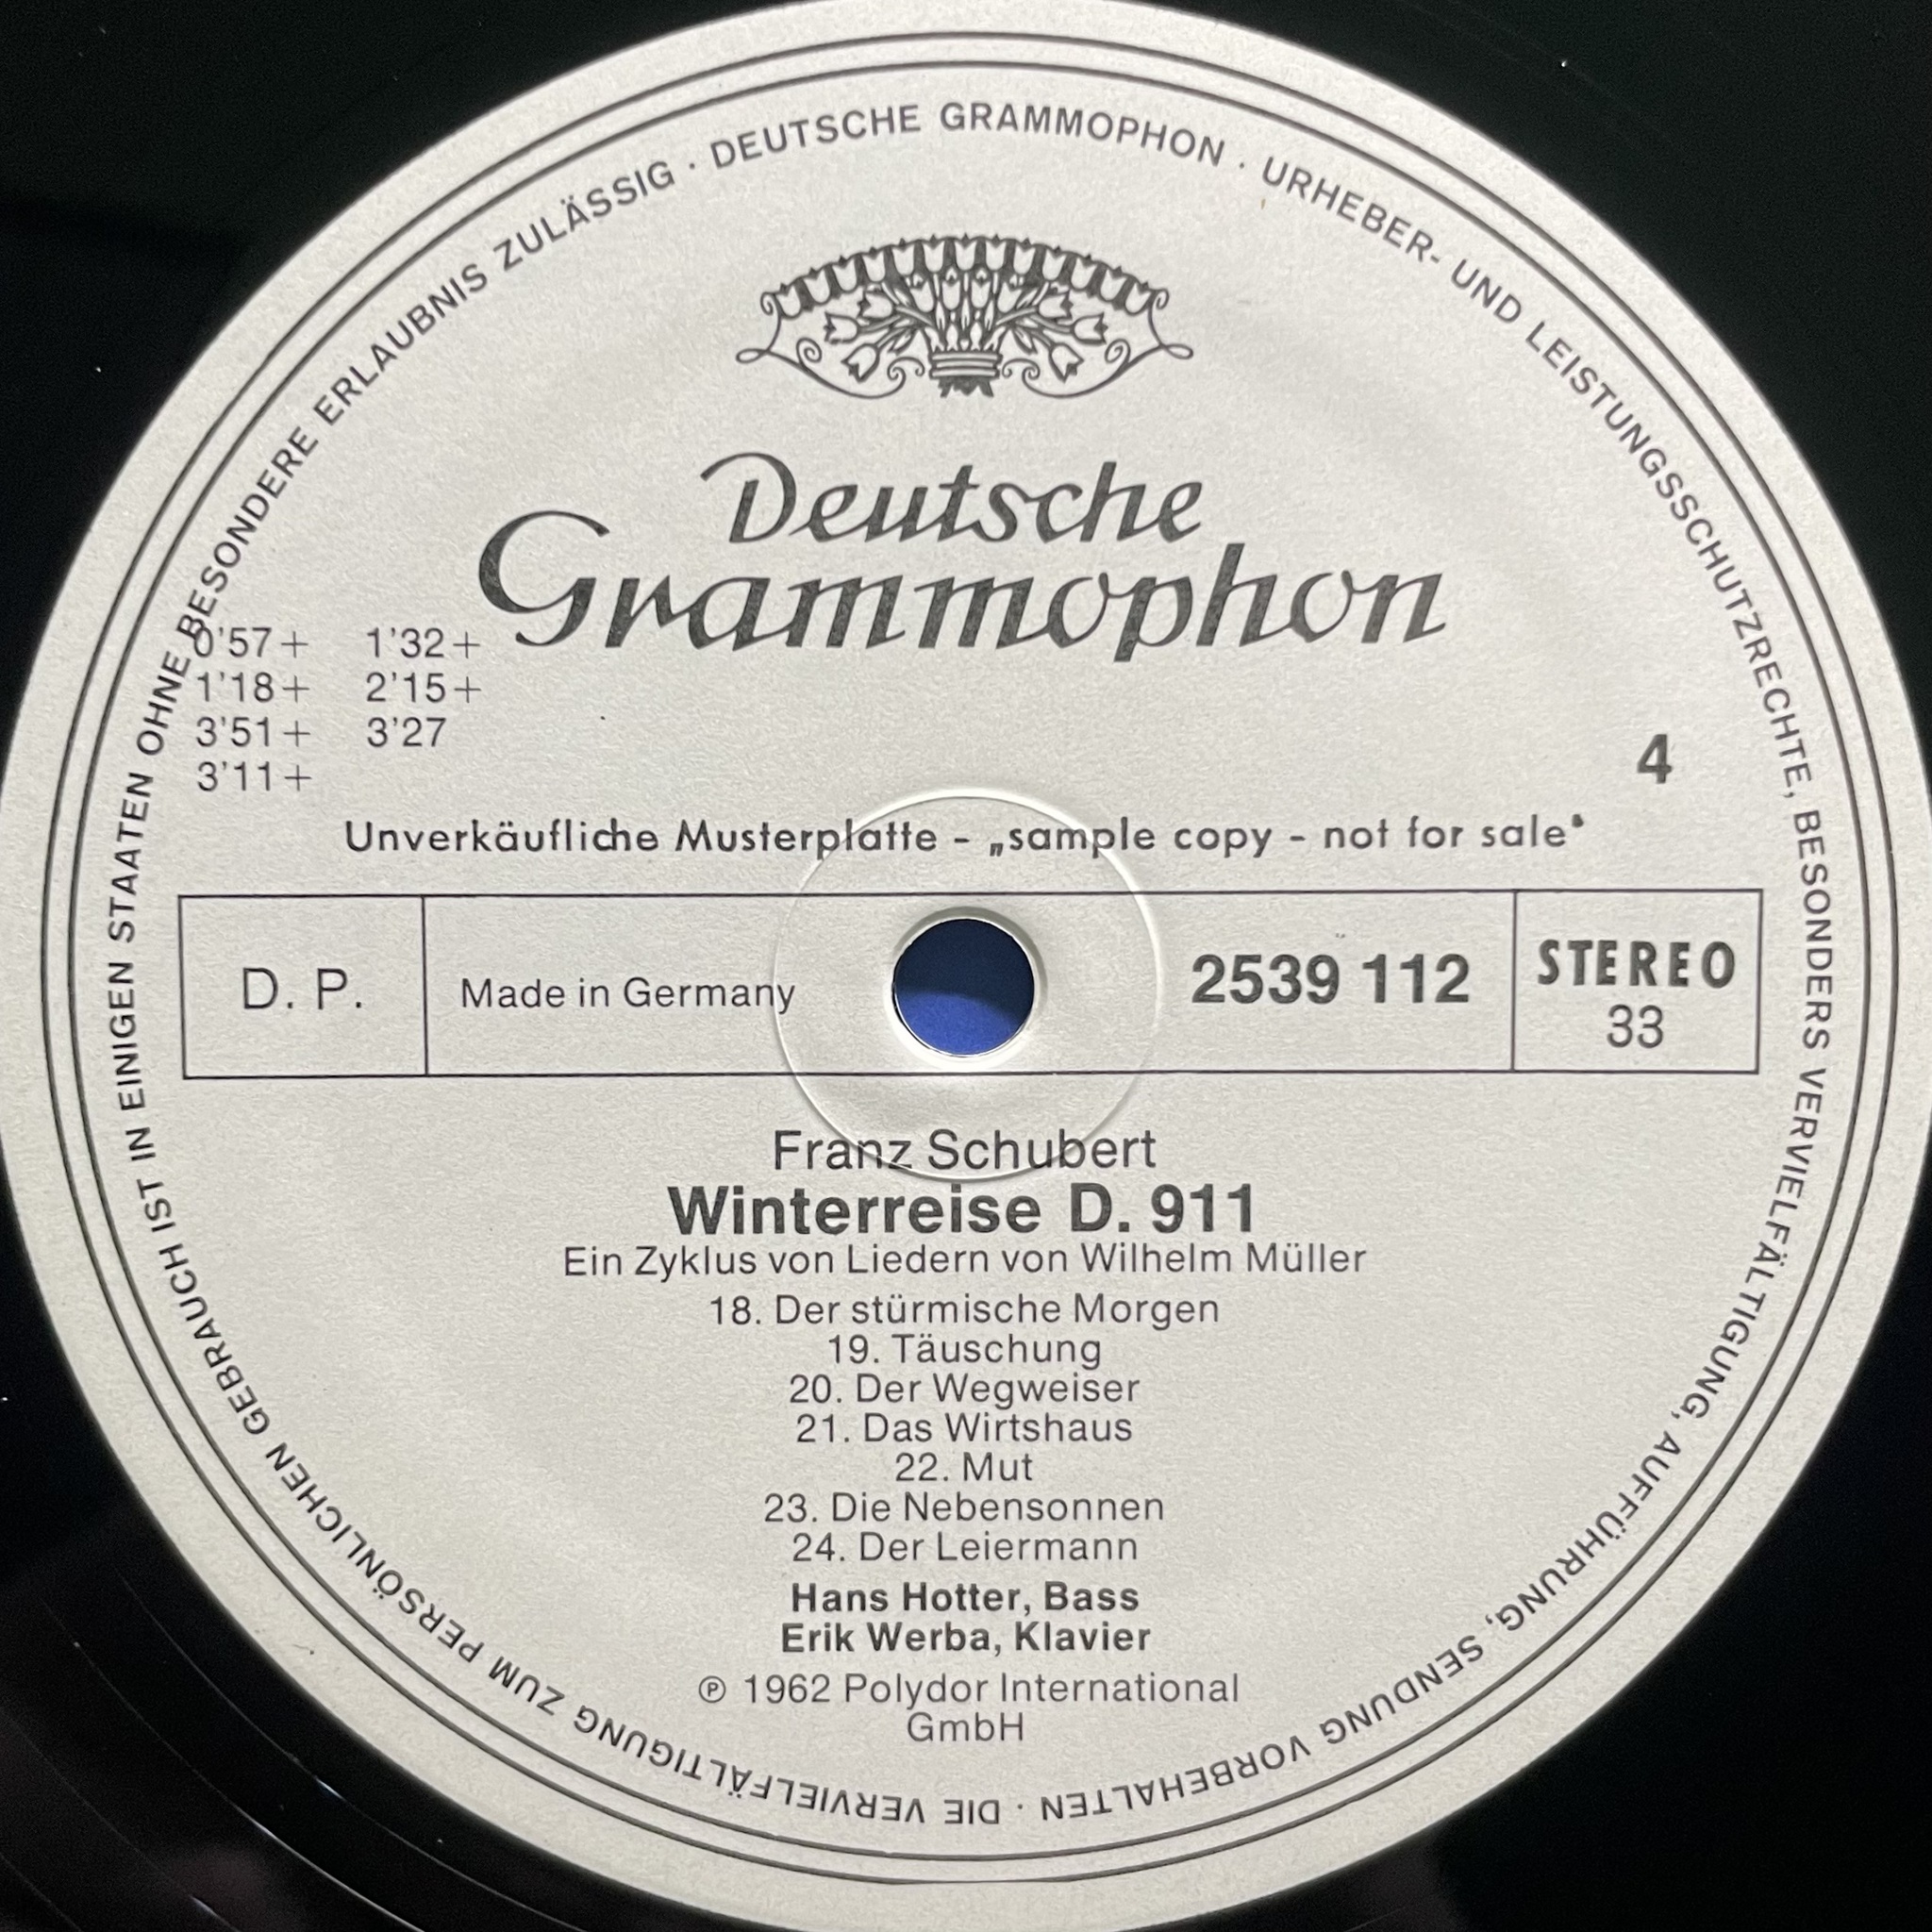 DEUTSCHE GRAMMOPHON · URHEBER- UND LEISTUNGSSCHUTZRECHTE, BESONDERS VERVIELFÄLTIGUNG, AUFFÜHRUNG, SENDUNG VORBEHALTEN · DIE VERVIELFÄLTIGUNG ZUM PERSÖNLICHEN GEBRAUCH IST IN EINIGEN STAATEN OHNE BESONDERE ERLAUBNIS ZULÄSSIG ·
Deutsche
Grammophon
0'57+ 1'32+
1'18+ 2'15+
3'51+ 3'27
3'11+
4
Unverkäufliche Musterplatte - „sample copy - not for sale“
D. P. Made in Germany 2539 112 STEREO
33
Franz Schubert
Winterreise D. 911
Ein Zyklus von Liedern von Wilhelm Müller
18. Der stürmische Morgen
19. Täuschung
20. Der Wegweiser
21. Das Wirtshaus
22. Mut
23. Die Nebensonnen
24. Der Leiermann
Hans Hotter, Bass
Erik Werba, Klavier
℗ 1962 Polydor International
GmbH